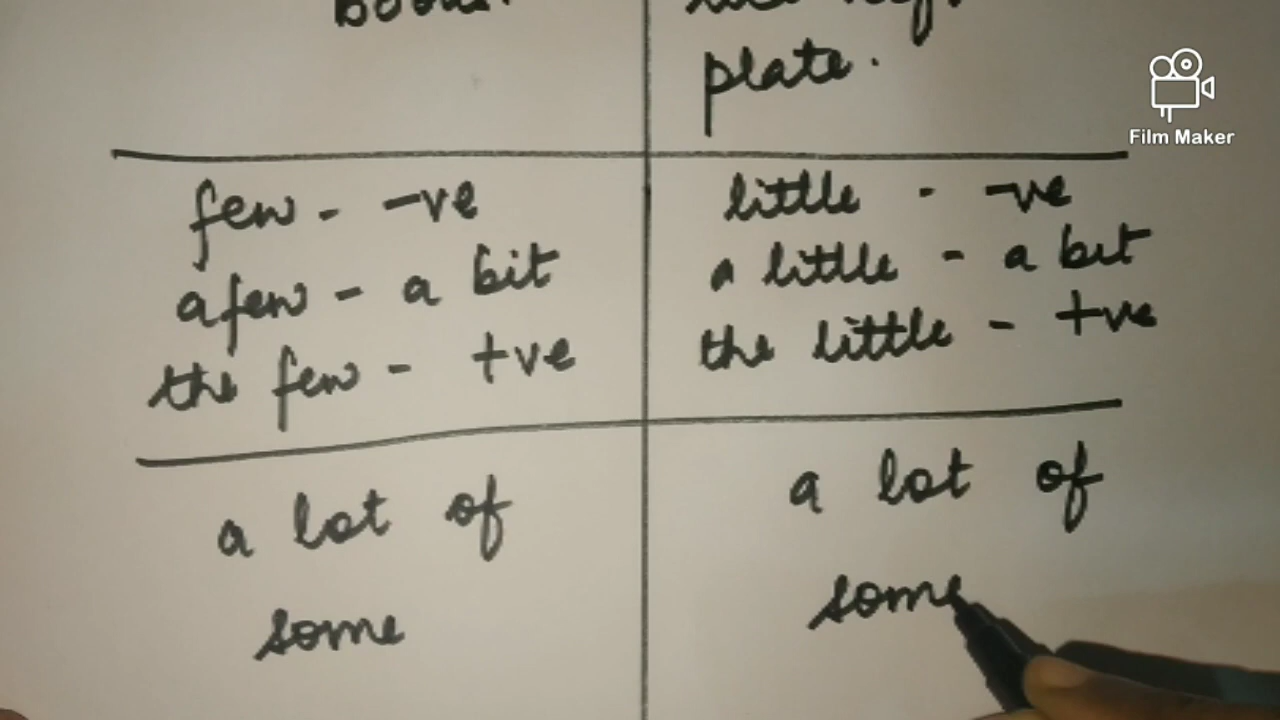 plate.
few - -ve
a few - a bit
the few - +ve
a lot of
some
little - -ve
a little - a bit
the little - +ve
a lot of
some
Film Maker